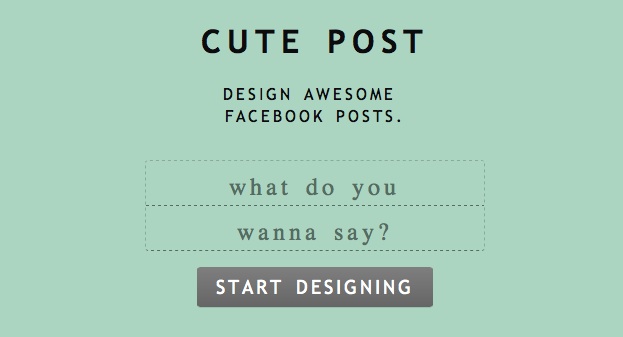 CUTE POST
DESIGN AWESOME
FACEBOOK POSTS.
what do you
wanna say?
START DESIGNING